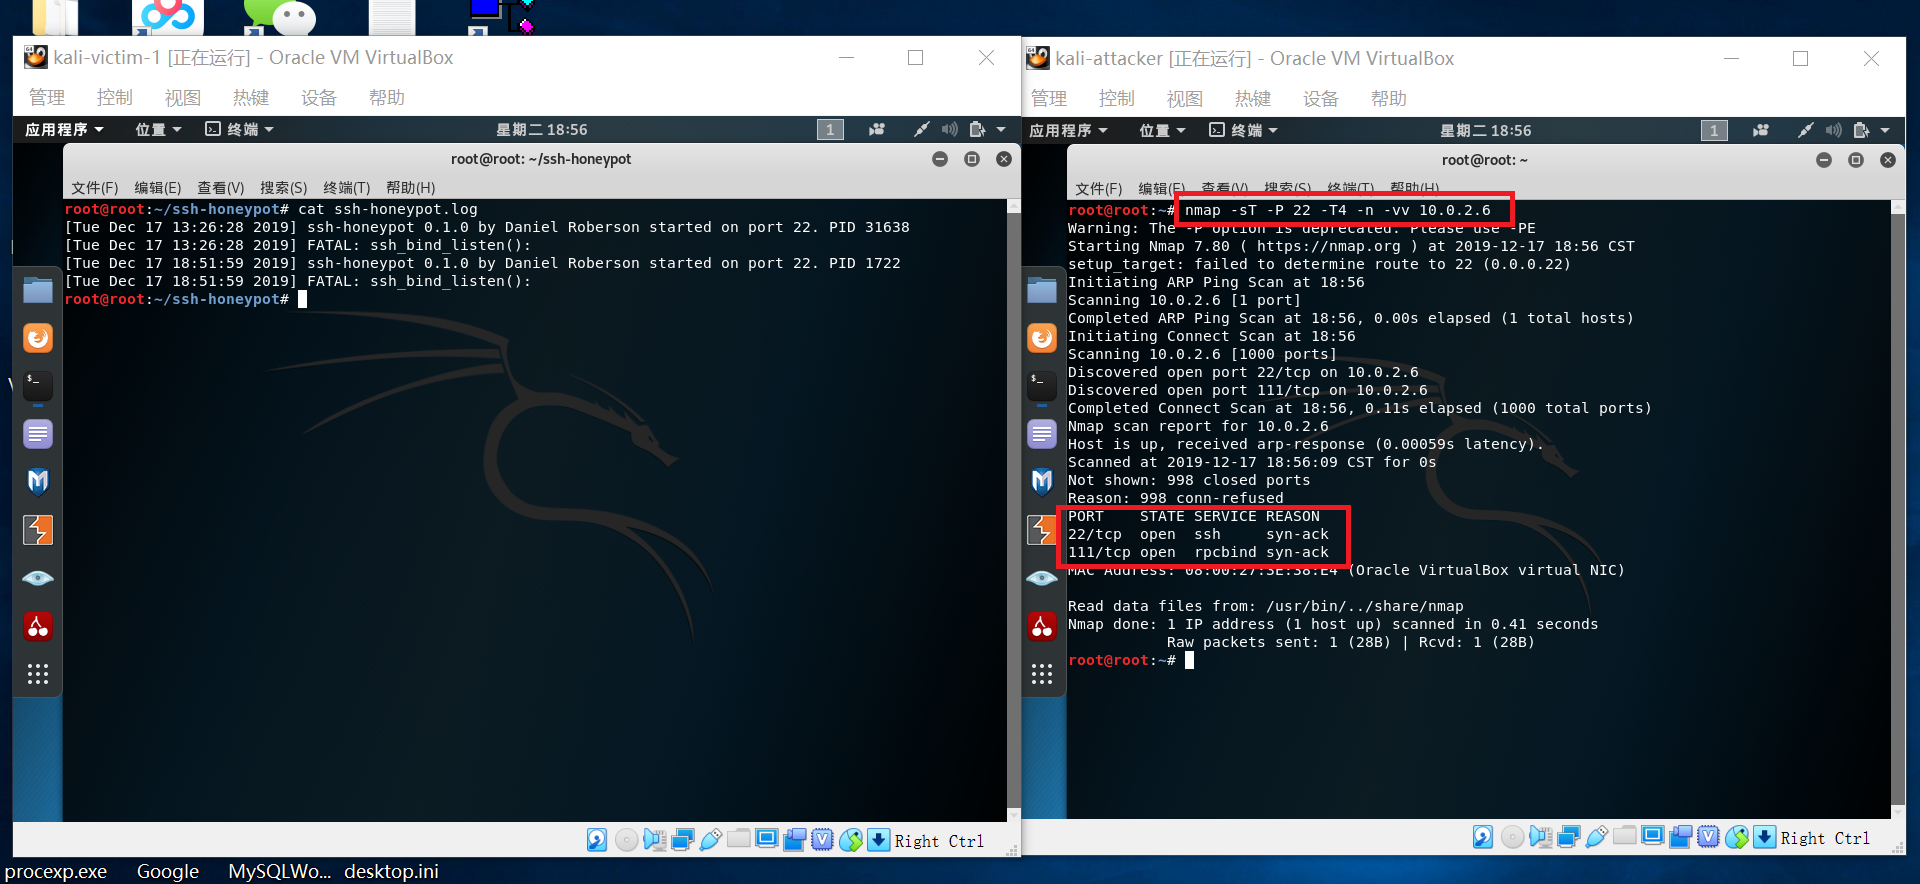 kali-victim-1 [正在运行] - Oracle VM VirtualBox
管理 控制 视图 热键 设备 帮助
应用程序 位置 终端 星期二 18:56 1
root@root: ~/ssh-honeypot
文件(F) 编辑(E) 查看(V) 搜索(S) 终端(T) 帮助(H)
root@root:~/ssh-honeypot# cat ssh-honeypot.log
[Tue Dec 17 13:26:28 2019] ssh-honeypot 0.1.0 by Daniel Roberson started on port 22. PID 31638
[Tue Dec 17 13:26:28 2019] FATAL: ssh_bind_listen():
[Tue Dec 17 18:51:59 2019] ssh-honeypot 0.1.0 by Daniel Roberson started on port 22. PID 1722
[Tue Dec 17 18:51:59 2019] FATAL: ssh_bind_listen():
root@root:~/ssh-honeypot#
Right Ctrl
kali-attacker [正在运行] - Oracle VM VirtualBox
管理 控制 视图 热键 设备 帮助
应用程序 位置 终端 星期二 18:56 1
root@root: ~
文件(F) 编辑(E) 查看(V) 搜索(S) 终端(T) 帮助(H)
root@root:~# nmap -sT -P 22 -T4 -n -vv 10.0.2.6
Warning: The -P option is deprecated. Please use -PE
Starting Nmap 7.80 ( https://nmap.org ) at 2019-12-17 18:56 CST
setup_target: failed to determine route to 22 (0.0.0.22)
Initiating ARP Ping Scan at 18:56
Scanning 10.0.2.6 [1 port]
Completed ARP Ping Scan at 18:56, 0.00s elapsed (1 total hosts)
Initiating Connect Scan at 18:56
Scanning 10.0.2.6 [1000 ports]
Discovered open port 22/tcp on 10.0.2.6
Discovered open port 111/tcp on 10.0.2.6
Completed Connect Scan at 18:56, 0.11s elapsed (1000 total ports)
Nmap scan report for 10.0.2.6
Host is up, received arp-response (0.00059s latency).
Scanned at 2019-12-17 18:56:09 CST for 0s
Not shown: 998 closed ports
Reason: 998 conn-refused
PORT STATE SERVICE REASON
22/tcp open ssh syn-ack
111/tcp open rpcbind syn-ack
MAC Address: 08:00:27:3E:38:E4 (Oracle VirtualBox virtual NIC)
Read data files from: /usr/bin/../share/nmap
Nmap done: 1 IP address (1 host up) scanned in 0.41 seconds
Raw packets sent: 1 (28B) | Rcvd: 1 (28B)
root@root:~#
Right Ctrl
procexp.exe Google MySQLWo... desktop.ini